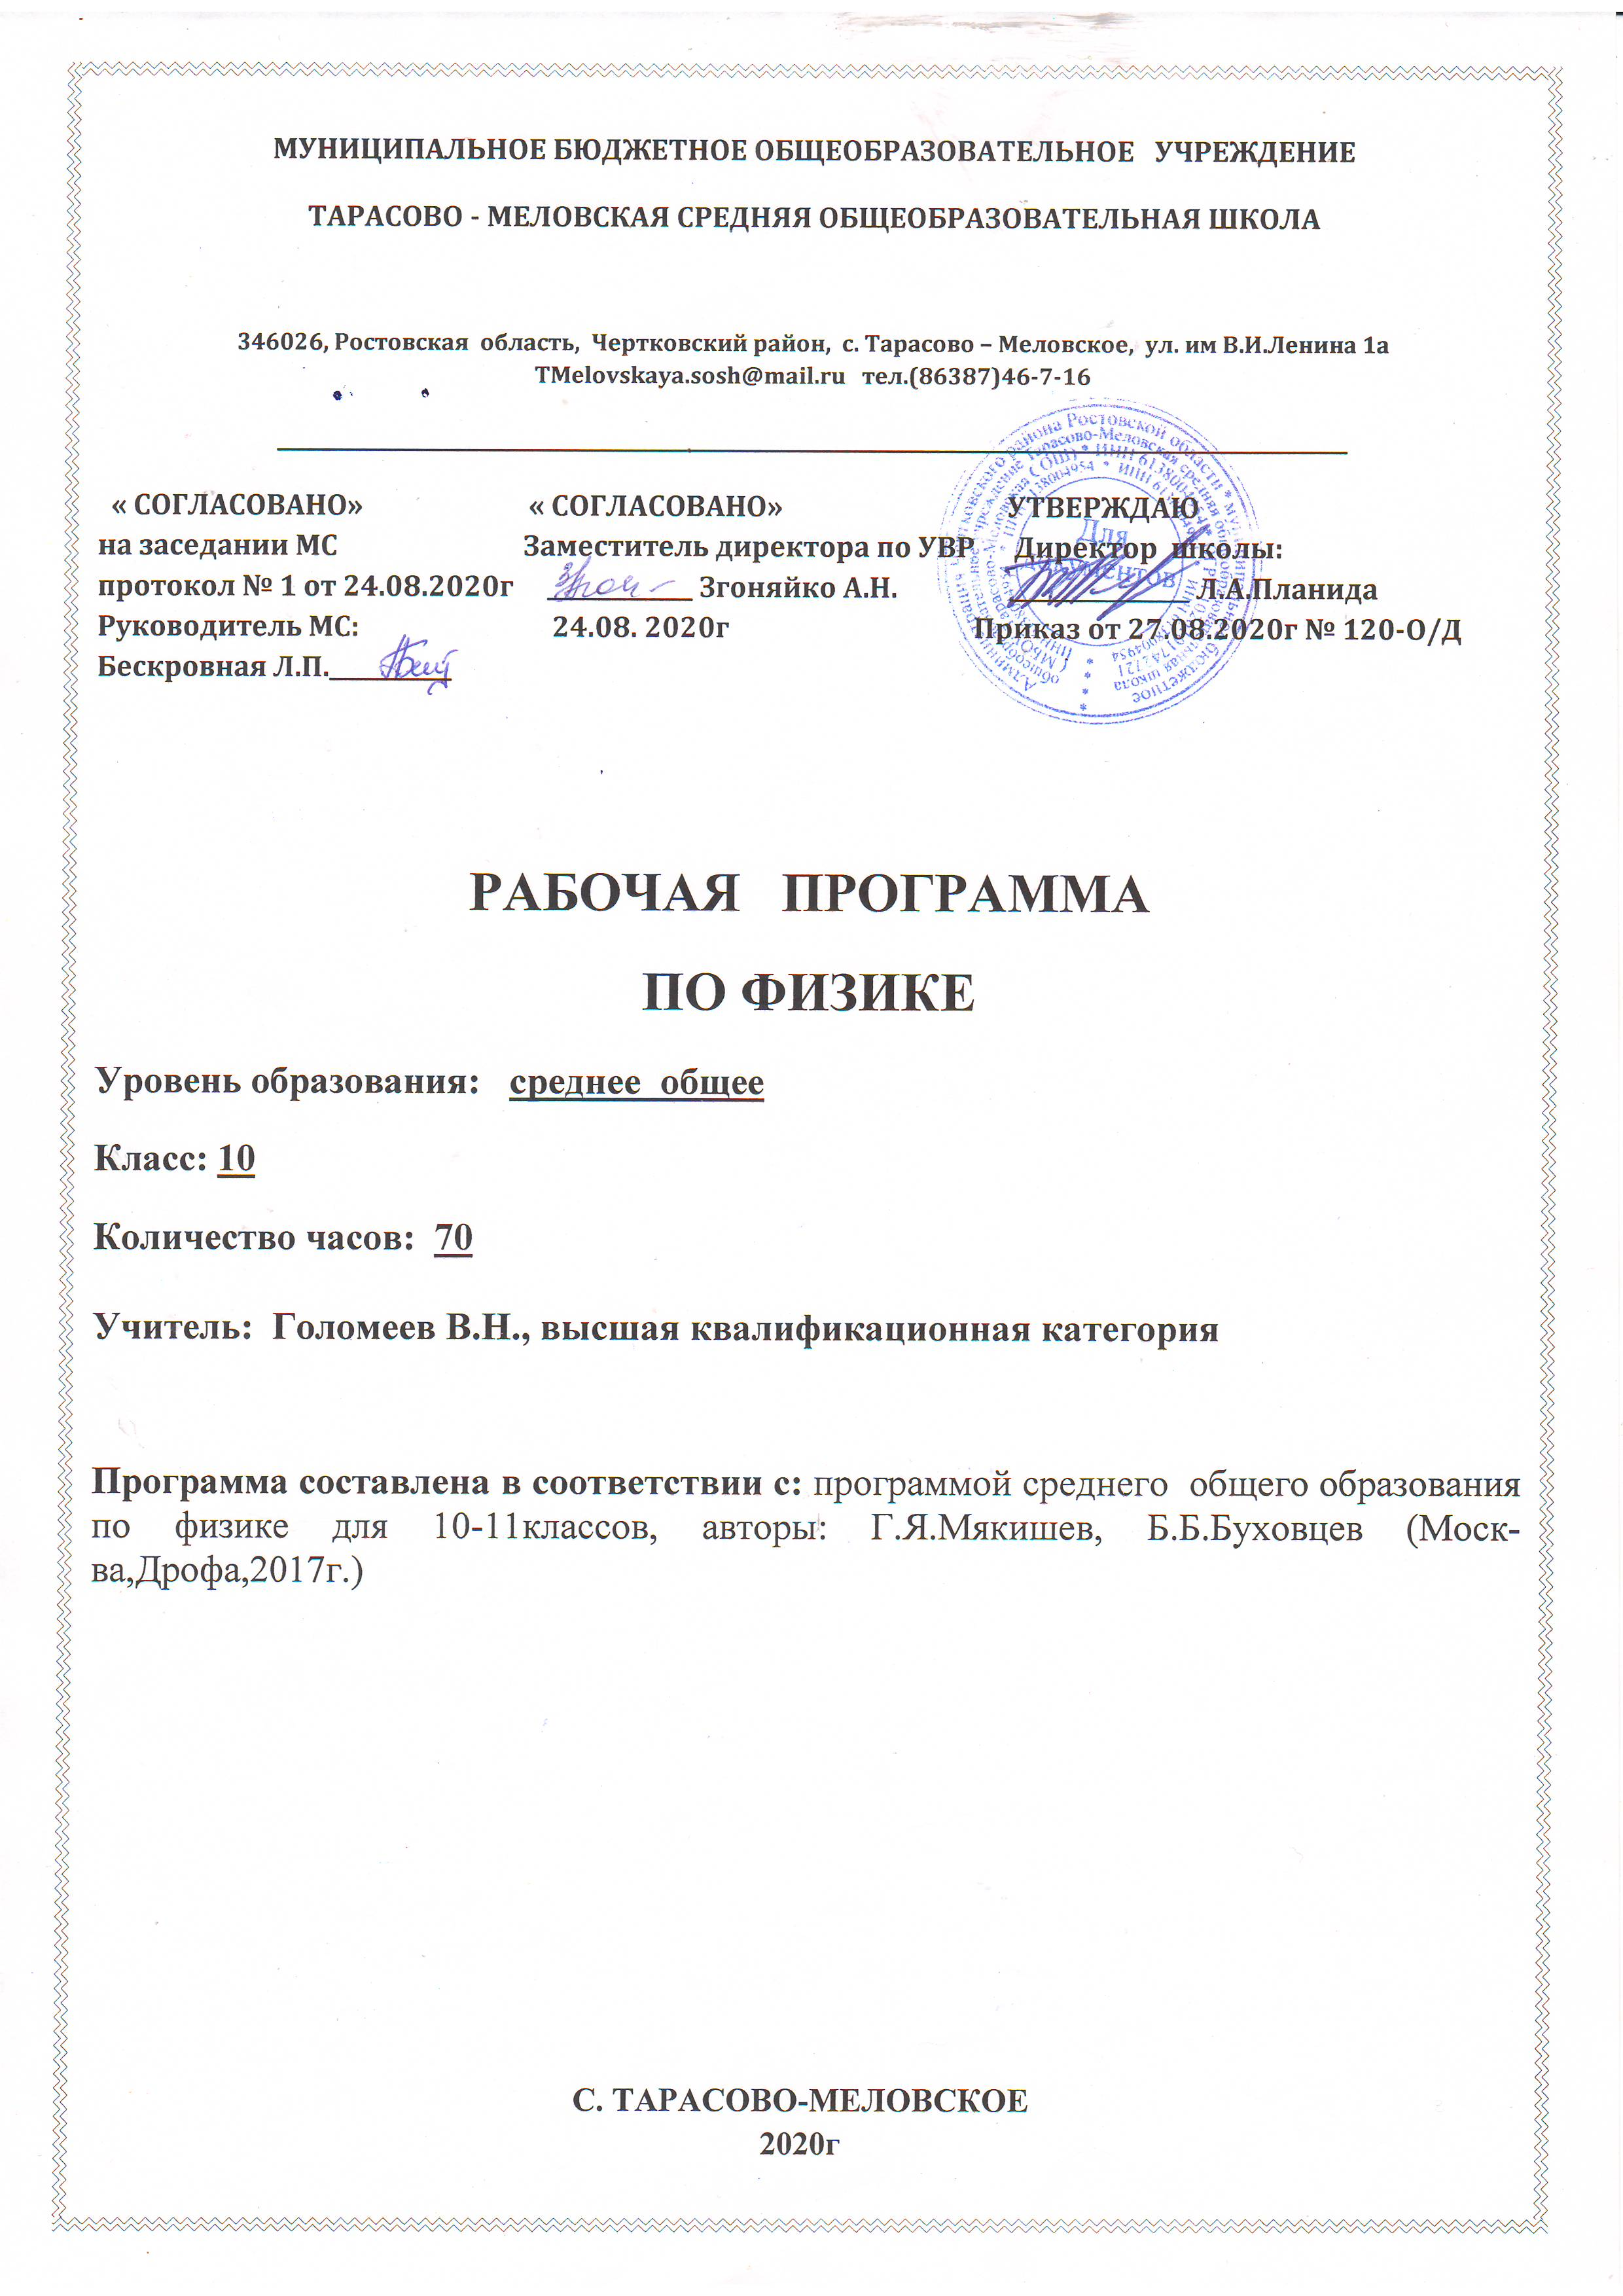 МУНИЦИПАЛЬНОЕ БЮДЖЕТНОЕ ОБЩЕОБРАЗОВАТЕЛЬНОЕ УЧРЕЖДЕНИЕ
ТАРАСОВО - МЕЛОВСКАЯ СРЕДНЯЯ ОБЩЕОБРАЗОВАТЕЛЬНАЯ ШКОЛА
346026, Ростовская область, Чертковский район, с. Тарасово – Меловское, ул. им В.И.Ленина 1а
TMelovskaya.sosh@mail.ru тел.(86387)46-7-16
« СОГЛАСОВАНО» « СОГЛАСОВАНО» УТВЕРЖДАЮ
на заседании МС Заместитель директора по УВР Директор школы:
протокол № 1 от 24.08.2020г Згоняйко А.Н. Л.А.Планида
Руководитель МС: 24.08. 2020г Приказ от 27.08.2020г № 120-О/Д
Бескровная Л.П.
Для
документов
РАБОЧАЯ ПРОГРАММА
ПО ФИЗИКЕ
Уровень образования: среднее общее
Класс: 10
Количество часов: 70
Учитель: Голомеев В.Н., высшая квалификационная категория
Программа составлена в соответствии с: программой среднего общего образования
по физике для 10-11классов, авторы: Г.Я.Мякишев, Б.Б.Буховцев (Моск-
ва,Дрофа,2017г.)
С. ТАРАСОВО-МЕЛОВСКОЕ
2020г